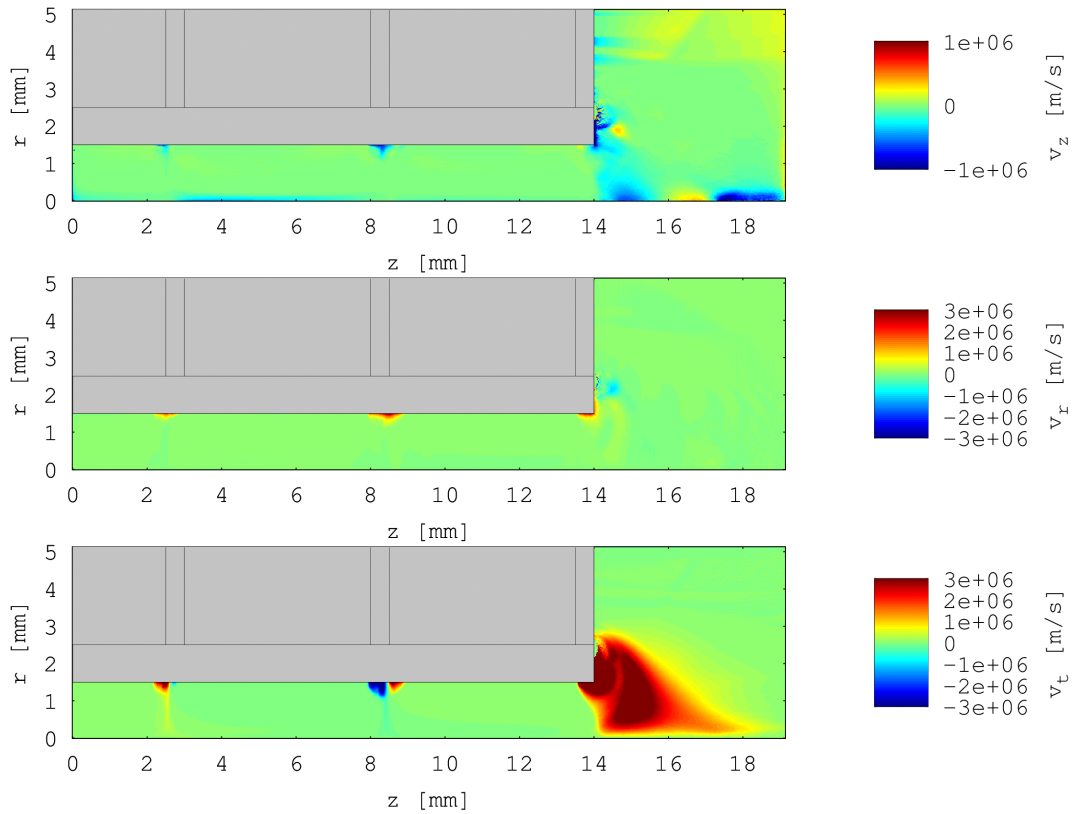 5
4
3
2
1
0
r [mm]
0 2 4 6 8 10 12 14 16 18
z [mm]
1e+06
0
-1e+06
v_z [m/s]
5
4
3
2
1
0
r [mm]
0 2 4 6 8 10 12 14 16 18
z [mm]
3e+06
2e+06
1e+06
0
-1e+06
-2e+06
-3e+06
v_r [m/s]
5
4
3
2
1
0
r [mm]
0 2 4 6 8 10 12 14 16 18
z [mm]
3e+06
2e+06
1e+06
0
-1e+06
-2e+06
-3e+06
v_t [m/s]